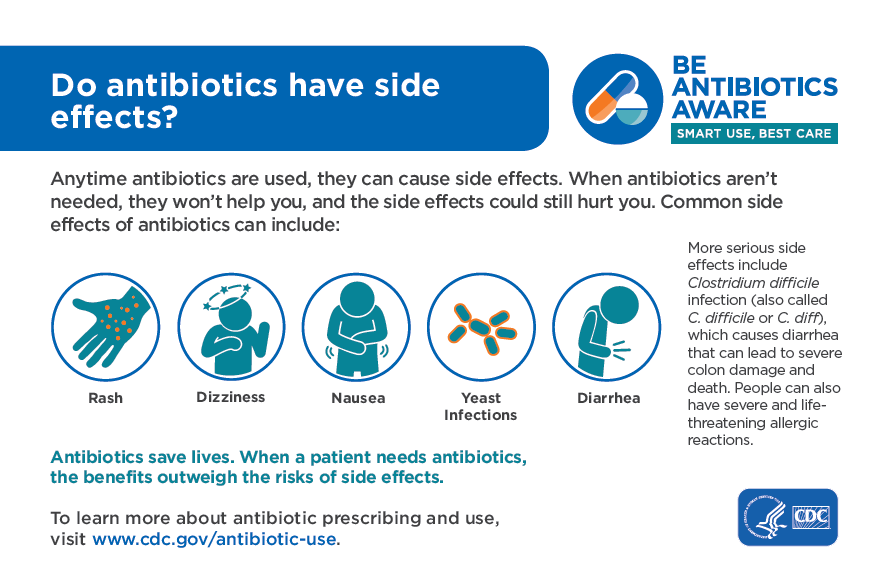 Do antibiotics have side
effects?
BE
ANTIBIOTICS
AWARE
SMART USE, BEST CARE
Anytime antibiotics are used, they can cause side effects. When antibiotics aren't
needed, they won't help you, and the side effects could still hurt you. Common side
effects of antibiotics can include:
Rash
Dizziness
Nausea
Yeast
Infections
Diarrhea
More serious side
effects include
Clostridium difficile
infection (also called
C. difficile or C. diff),
which causes diarrhea
that can lead to severe
colon damage and
death. People can also
have severe and life-
threatening allergic
reactions.
Antibiotics save lives. When a patient needs antibiotics,
the benefits outweigh the risks of side effects.
To learn more about antibiotic prescribing and use,
visit www.cdc.gov/antibiotic-use.
CDC